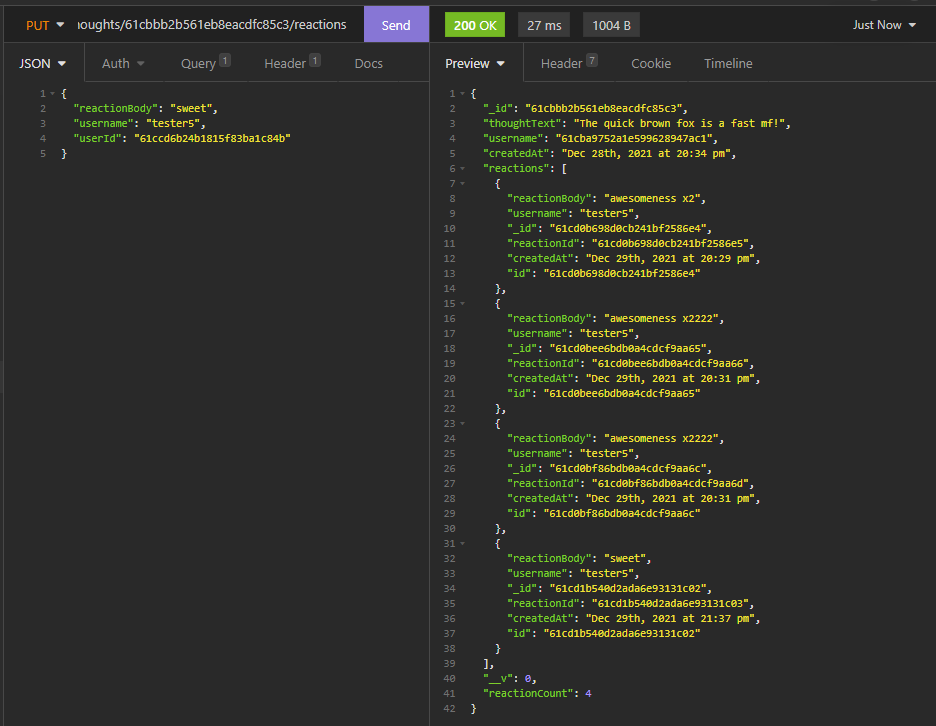 PUT houghts/61cbbb2b561eb8eacdfc85c3/reactions Send 200 OK 27 ms 1004 B Just Now
JSON Auth Query 1 Header 1 Docs Preview Header 7 Cookie Timeline
1 {
2 "reactionBody": "sweet",
3 "username": "tester5",
4 "userId": "61ccd6b24b1815f83ba1c84b"
5 }
1 {
2 "_id": "61cbbb2b561eb8eacdfc85c3",
3 "thoughtText": "The quick brown fox is a fast mf!",
4 "username": "61cba9752a1e599628947ac1",
5 "createdAt": "Dec 28th, 2021 at 20:34 pm",
6 "reactions": [
7 {
8 "reactionBody": "awesomeness x2",
9 "username": "tester5",
10 "_id": "61cd0b698d0cb241bf2586e4",
11 "reactionId": "61cd0b698d0cb241bf2586e5",
12 "createdAt": "Dec 29th, 2021 at 20:29 pm",
13 "id": "61cd0b698d0cb241bf2586e4"
14 },
15 {
16 "reactionBody": "awesomeness x2222",
17 "username": "tester5",
18 "_id": "61cd0bee6bdb0a4cdcf9aa65",
19 "reactionId": "61cd0bee6bdb0a4cdcf9aa66",
20 "createdAt": "Dec 29th, 2021 at 20:31 pm",
21 "id": "61cd0bee6bdb0a4cdcf9aa65"
22 },
23 {
24 "reactionBody": "awesomeness x2222",
25 "username": "tester5",
26 "_id": "61cd0bf86bdb0a4cdcf9aa6c",
27 "reactionId": "61cd0bf86bdb0a4cdcf9aa6d",
28 "createdAt": "Dec 29th, 2021 at 20:31 pm",
29 "id": "61cd0bf86bdb0a4cdcf9aa6c"
30 },
31 {
32 "reactionBody": "sweet",
33 "username": "tester5",
34 "_id": "61cd1b540d2ada6e93131c02",
35 "reactionId": "61cd1b540d2ada6e93131c03",
36 "createdAt": "Dec 29th, 2021 at 21:37 pm",
37 "id": "61cd1b540d2ada6e93131c02"
38 }
39 ],
40 "__v": 0,
41 "reactionCount": 4
42 }